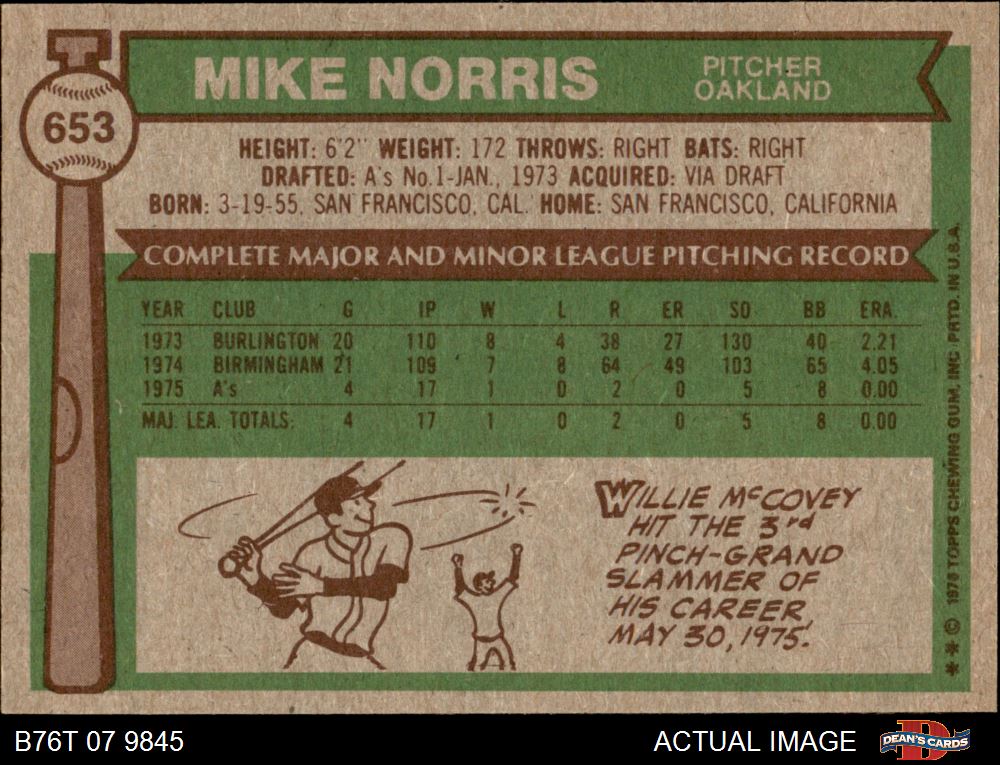 MIKE NORRIS
PITCHER
OAKLAND
653
HEIGHT: 6'2" WEIGHT: 172 THROWS: RIGHT BATS: RIGHT
DRAFTED: A's No.1-JAN., 1973 ACQUIRED: VIA DRAFT
BORN: 3-19-55, SAN FRANCISCO, CAL. HOME: SAN FRANCISCO, CALIFORNIA
COMPLETE MAJOR AND MINOR LEAGUE PITCHING RECORD
YEAR CLUB G IP W L R ER SO BB ERA.
1973 BURLINGTON 20 110 8 4 38 27 130 40 2.21
1974 BIRMINGHAM 21 109 7 8 64 49 103 65 4.05
1975 A's 4 17 1 0 2 0 5 8 0.00
MAJ. LEA. TOTALS: 4 17 1 0 2 0 5 8 0.00
WILLIE McCOVEY
HIT THE 3rd
PINCH-GRAND
SLAMMER OF
HIS CAREER
MAY 30, 1975.
** © 1976 TOPPS CHEWING GUM, INC. PRTD. IN U.S.A.
B76T 07 9845
ACTUAL IMAGE
DEAN'S CARDS